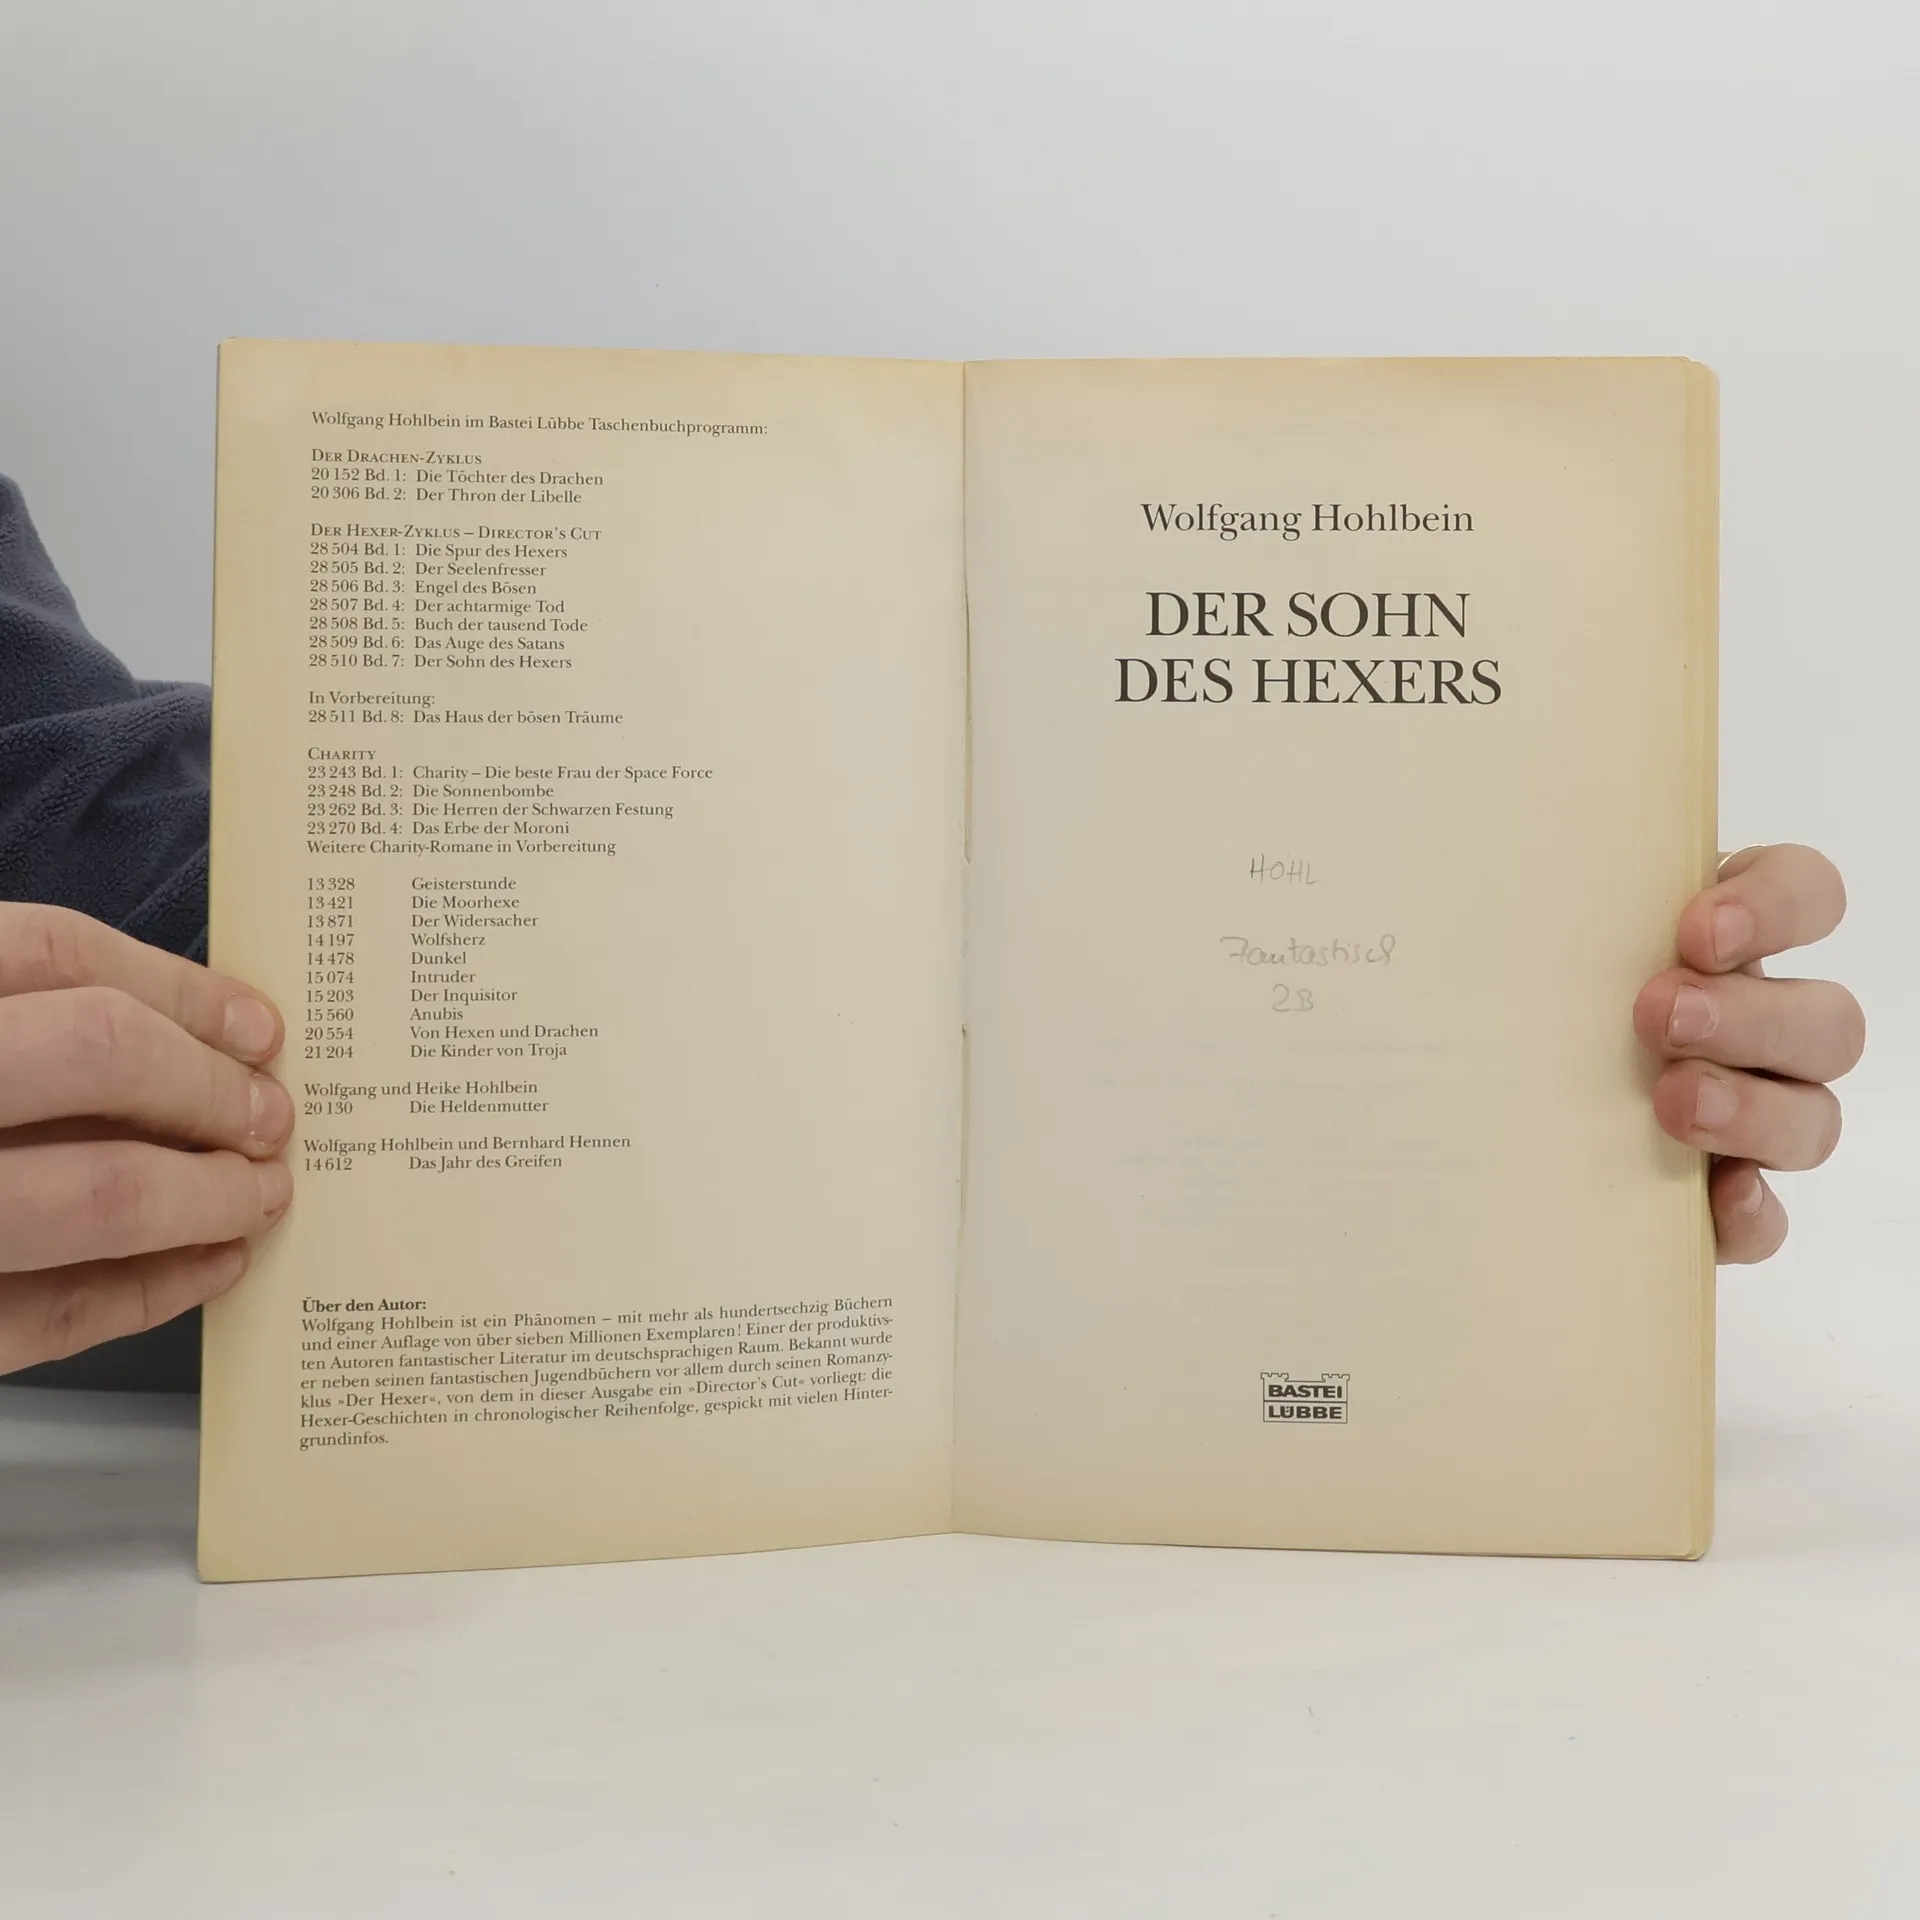 Wolfgang Hohlbein im Bastei Lübbe Taschenbuchprogramm:
DER DRACHEN-ZYKLUS
20 152 Bd. 1: Die Töchter des Drachen
20 306 Bd. 2: Der Thron der Libelle
DER HEXER-ZYKLUS – DIRECTOR'S CUT
28 504 Bd. 1: Die Spur des Hexers
28 505 Bd. 2: Der Seelenfresser
28 506 Bd. 3: Engel des Bösen
28 507 Bd. 4: Der achtarmige Tod
28 508 Bd. 5: Buch der tausend Tode
28 509 Bd. 6: Das Auge des Satans
28 510 Bd. 7: Der Sohn des Hexers
In Vorbereitung:
28 511 Bd. 8: Das Haus der bösen Träume
CHARITY
23 243 Bd. 1: Charity – Die beste Frau der Space Force
23 248 Bd. 2: Die Sonnenbombe
23 262 Bd. 3: Die Herren der Schwarzen Festung
23 270 Bd. 4: Das Erbe der Moroni
Weitere Charity-Romane in Vorbereitung
13 328 Geisterstunde
13 421 Die Moorhexe
13 871 Der Widersacher
14 197 Wolfsherz
14 478 Dunkel
15 074 Intruder
15 203 Der Inquisitor
15 560 Anubis
20 554 Von Hexen und Drachen
21 204 Die Kinder von Troja
Wolfgang und Heike Hohlbein
20 130 Die Heldenmutter
Wolfgang Hohlbein und Bernhard Hennen
14 612 Das Jahr des Greifen
Über den Autor:
Wolfgang Hohlbein ist ein Phänomen – mit mehr als hundertsechzig Büchern
und einer Auflage von über sieben Millionen Exemplaren! Einer der produktivs-
ten Autoren fantastischer Literatur im deutschsprachigen Raum. Bekannt wurde
er neben seinen fantastischen Jugendbüchern vor allem durch seinen Romanzy-
klus »Der Hexer«, von dem in dieser Ausgabe ein »Director's Cut« vorliegt: die
Hexer-Geschichten in chronologischer Reihenfolge, gespickt mit vielen Hinter-
grundinfos.
Wolfgang Hohlbein
DER SOHN
DES HEXERS
HOHL
Fantastisch
2B
BASTEI
LÜBBE